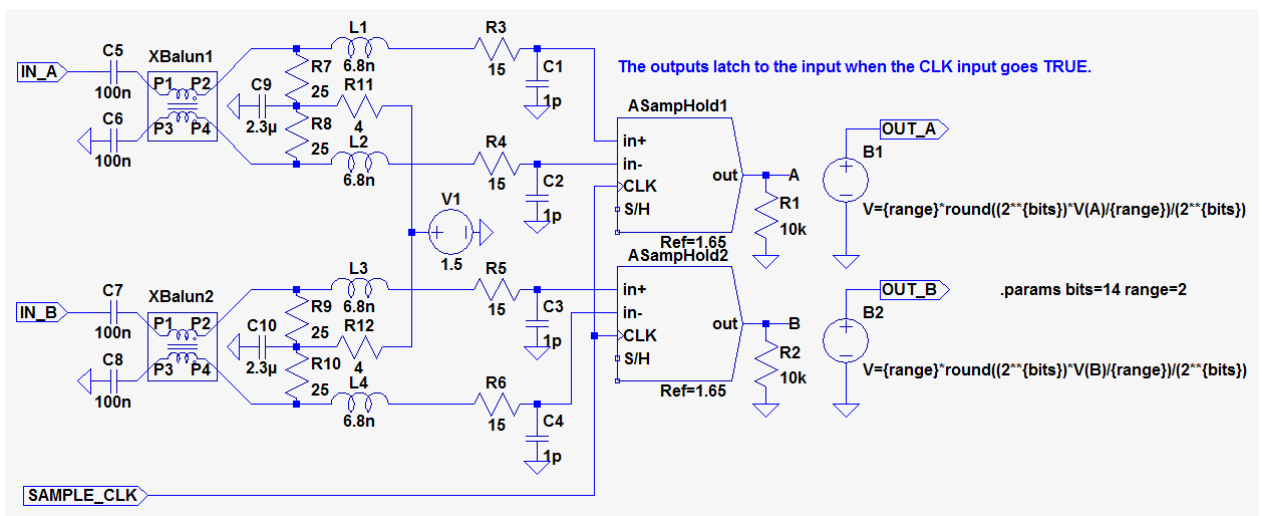 L1
6.8n
R3
15
C5
100n
XBalun1
P1 P2
P3 P4
IN_A
C6
100n
R7
25
C9
2.3µ
R11
4
R8
25
L2
6.8n
R4
15
C1
1p
C2
1p
The outputs latch to the input when the CLK input goes TRUE.
ASampHold1
in+
in-
CLK
S/H
out
Ref=1.65
A
R1
10k
OUT_A
B1
V={range}*round((2**{bits})*V(A)/{range})/(2**{bits})
V1
1.5
L3
6.8n
R5
15
C7
100n
XBalun2
P1 P2
P3 P4
IN_B
C8
100n
R9
25
C10
2.3µ
R12
4
R10
25
L4
6.8n
R6
15
C3
1p
C4
1p
ASampHold2
in+
in-
CLK
S/H
out
Ref=1.65
B
R2
10k
OUT_B
B2
.params bits=14 range=2
V={range}*round((2**{bits})*V(B)/{range})/(2**{bits})
SAMPLE_CLK